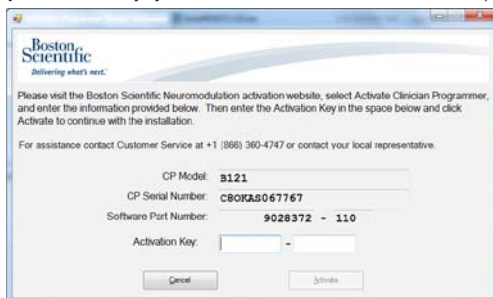 Boston
Scientific
Delivering what's next.™
Please visit the Boston Scientific Neuromodulation activation website, select Activate Clinician Programmer,
and enter the information provided below. Then enter the Activation Key in the space below and click
Activate to continue with the installation.
For assistance contact Customer Service at +1 (866) 360-4747 or contact your local representative.
CP Model: B121
CP Serial Number: C8OKAS067767
Software Part Number: 9028372 - 110
Activation Key: -
Cancel Activate